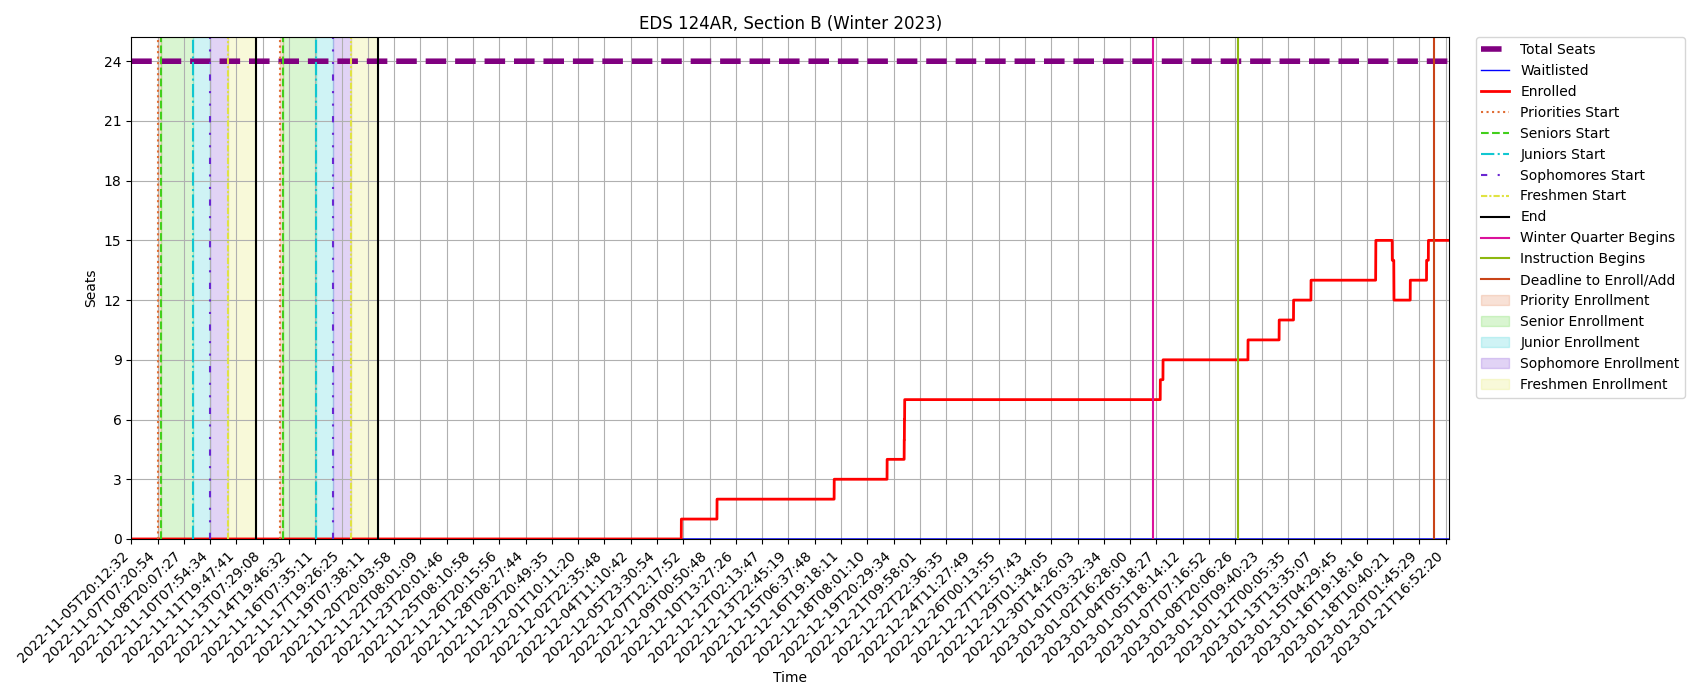 EDS 124AR, Section B (Winter 2023)
24
21
18
15
12
9
6
3
0
Seats
2022-11-05T20:12:32
2022-11-07T07:20:54
2022-11-08T20:07:27
2022-11-10T07:54:34
2022-11-11T19:47:41
2022-11-13T07:29:08
2022-11-14T19:46:32
2022-11-16T07:35:11
2022-11-17T19:26:25
2022-11-19T07:38:11
2022-11-20T20:03:58
2022-11-22T08:01:09
2022-11-23T20:01:46
2022-11-25T08:10:58
2022-11-26T20:15:56
2022-11-28T08:27:44
2022-11-29T20:49:35
2022-12-01T10:11:20
2022-12-02T22:35:48
2022-12-04T11:10:42
2022-12-05T23:30:54
2022-12-07T12:17:52
2022-12-09T00:50:48
2022-12-10T13:27:26
2022-12-12T02:13:47
2022-12-13T22:45:19
2022-12-15T06:37:48
2022-12-16T19:18:11
2022-12-18T08:01:10
2022-12-19T20:29:34
2022-12-21T09:58:01
2022-12-22T22:36:35
2022-12-24T11:27:49
2022-12-26T00:13:55
2022-12-27T12:57:43
2022-12-29T01:34:05
2022-12-30T14:26:03
2023-01-01T03:32:34
2023-01-02T16:28:00
2023-01-04T05:18:27
2023-01-05T18:14:12
2023-01-07T07:16:52
2023-01-08T20:06:26
2023-01-10T09:40:23
2023-01-12T00:05:35
2023-01-13T13:35:07
2023-01-15T04:29:45
2023-01-16T19:18:16
2023-01-18T10:40:21
2023-01-20T01:45:29
2023-01-21T16:52:20
Time
Total Seats
Waitlisted
Enrolled
Priorities Start
Seniors Start
Juniors Start
Sophomores Start
Freshmen Start
End
Winter Quarter Begins
Instruction Begins
Deadline to Enroll/Add
Priority Enrollment
Senior Enrollment
Junior Enrollment
Sophomore Enrollment
Freshmen Enrollment